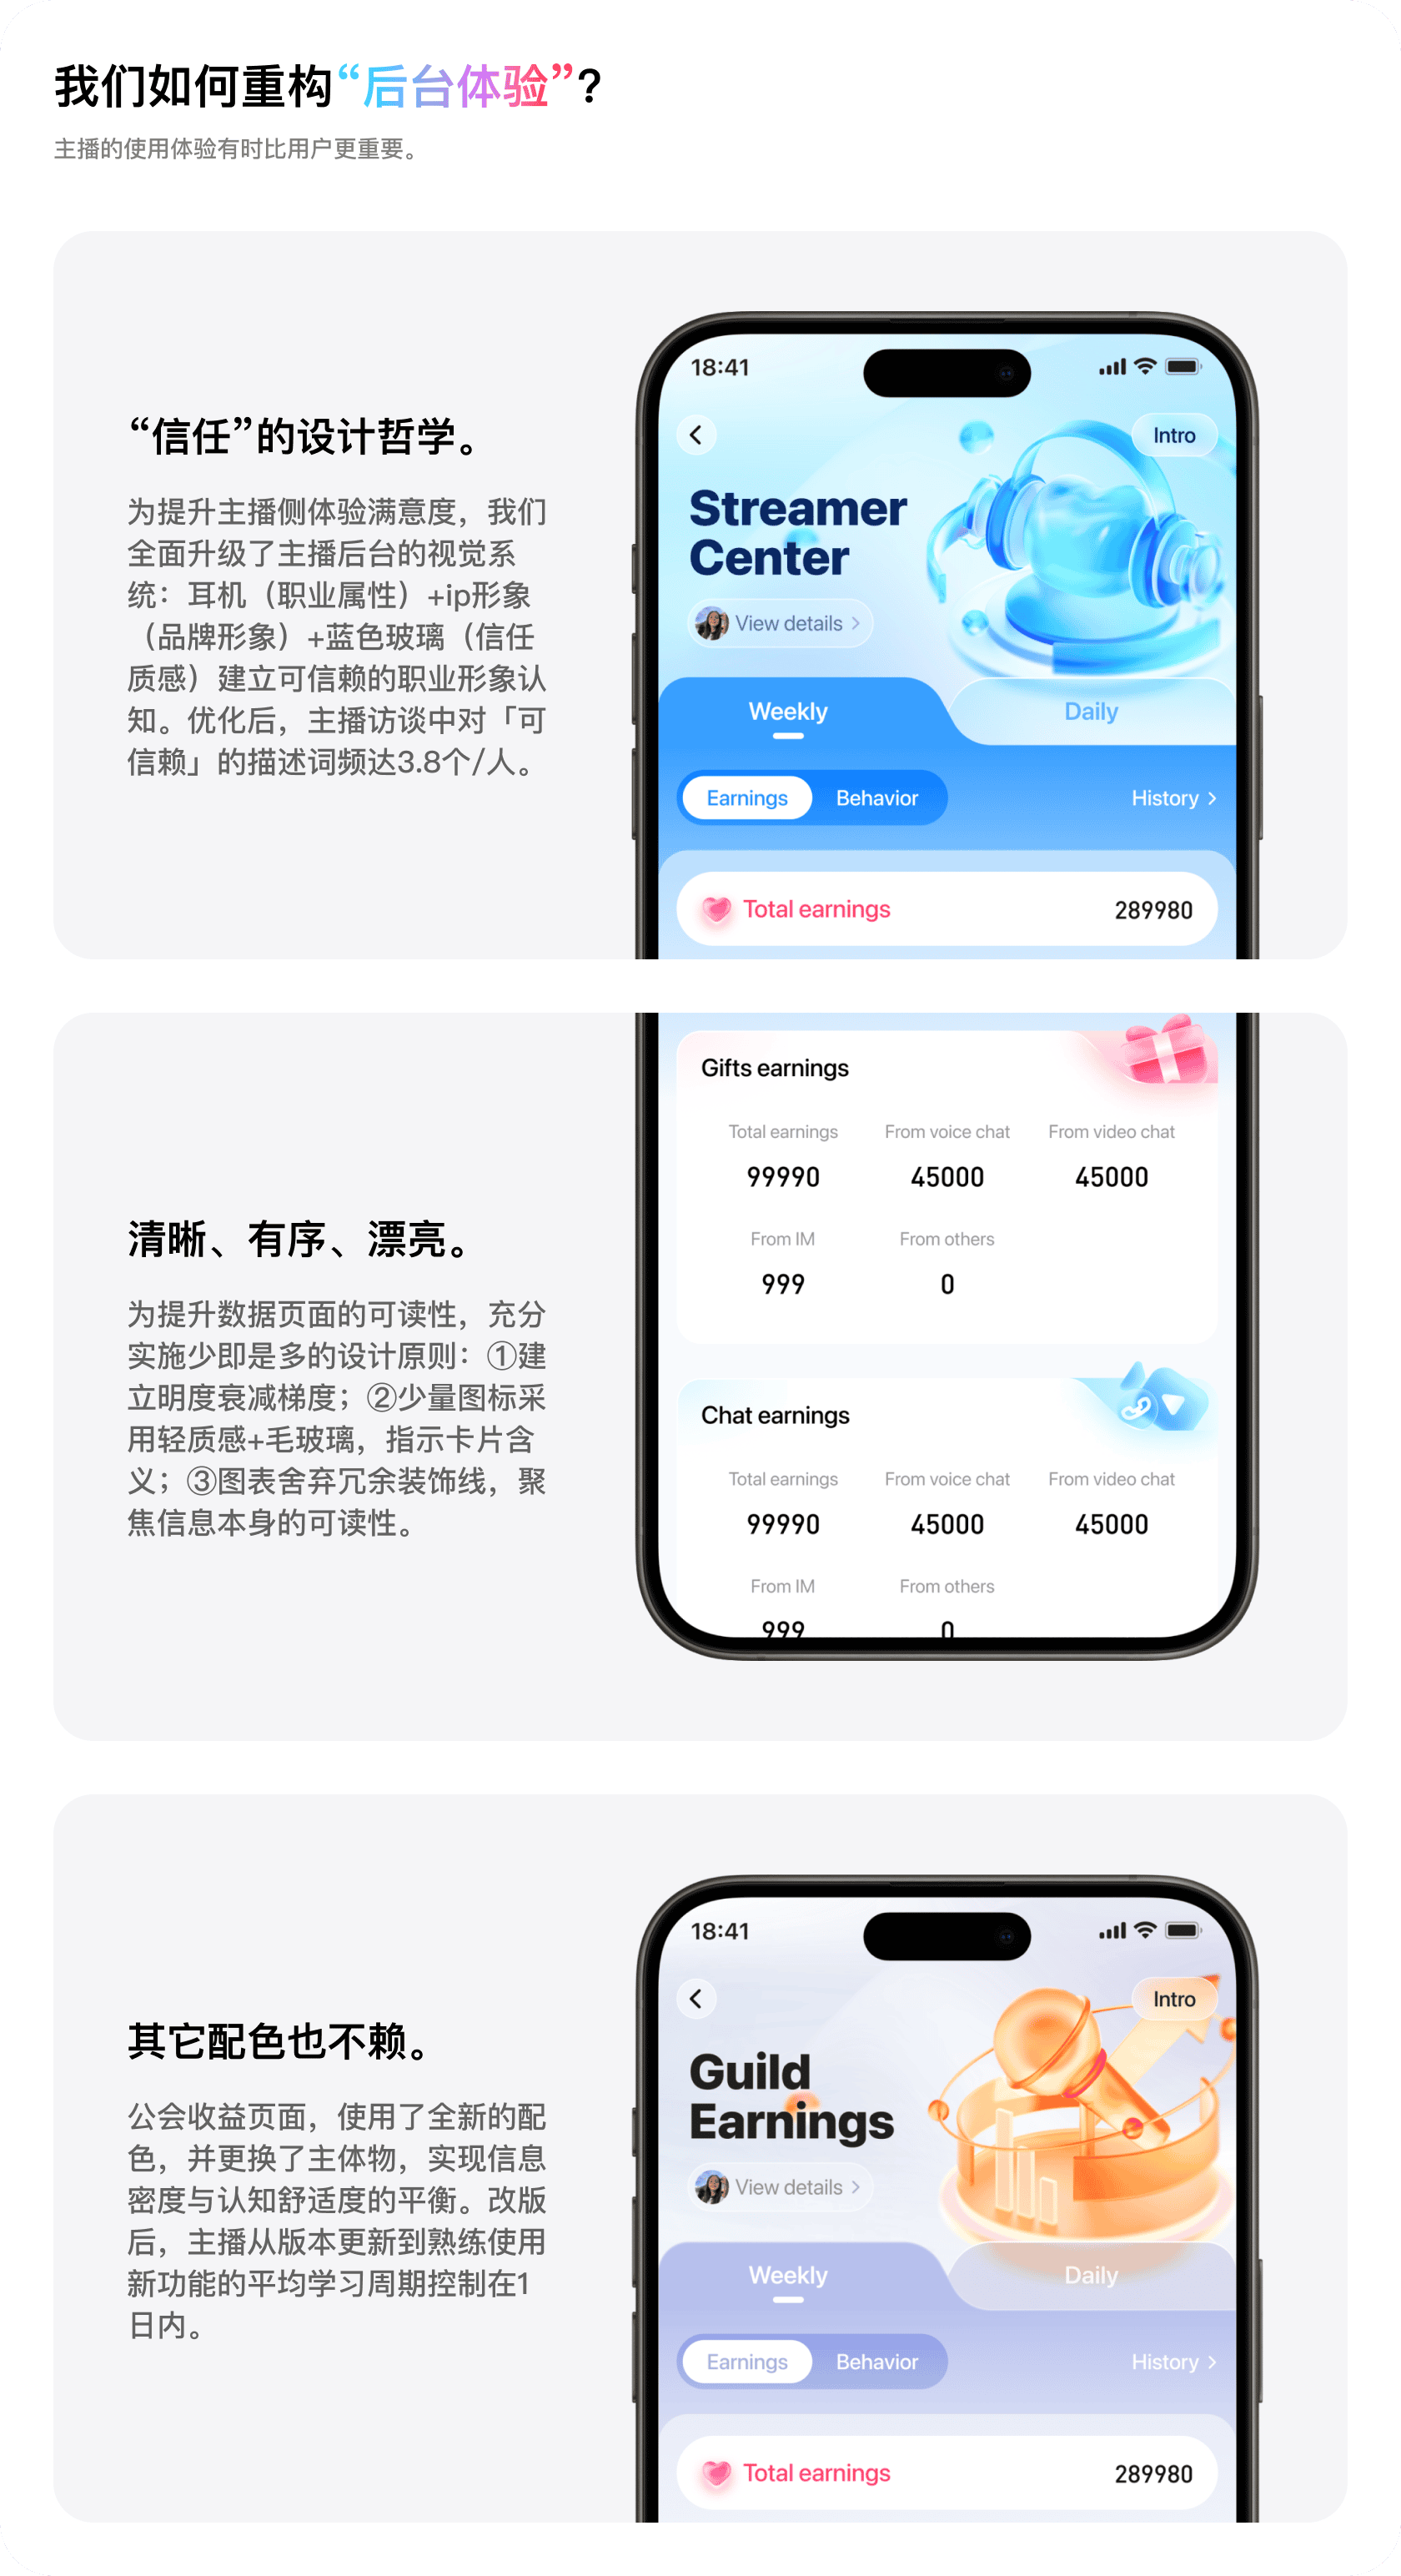 我们如何重构“后台体验”?
主播的使用体验有时比用户更重要。
“信任”的设计哲学。
为提升主播侧体验满意度，我们
全面升级了主播后台的视觉系
统：耳机（职业属性）+ip形象
（品牌形象）+蓝色玻璃（信任
质感）建立可信赖的职业形象认
知。优化后，主播访谈中对「可
信赖」的描述词频达3.8个/人。
18:41
Intro
Streamer
Center
View details
Weekly
Daily
Earnings
Behavior
History
Total earnings
289980
清晰、有序、漂亮。
为提升数据页面的可读性，充分
实施少即是多的设计原则：①建
立明度衰减梯度；②少量图标采
用轻质感+毛玻璃，指示卡片含
义；③图表舍弃冗余装饰线，聚
焦信息本身的可读性。
Gifts earnings
Total earnings
From voice chat
From video chat
99990
45000
45000
From IM
From others
999
0
Chat earnings
Total earnings
From voice chat
From video chat
99990
45000
45000
From IM
From others
999
0
其它配色也不赖。
公会收益页面，使用了全新的配
色，并更换了主体物，实现信息
密度与认知舒适度的平衡。改版
后，主播从版本更新到熟练使用
新功能的平均学习周期控制在1
日内。
18:41
Intro
Guild
Earnings
View details
Weekly
Daily
Earnings
Behavior
History
Total earnings
289980